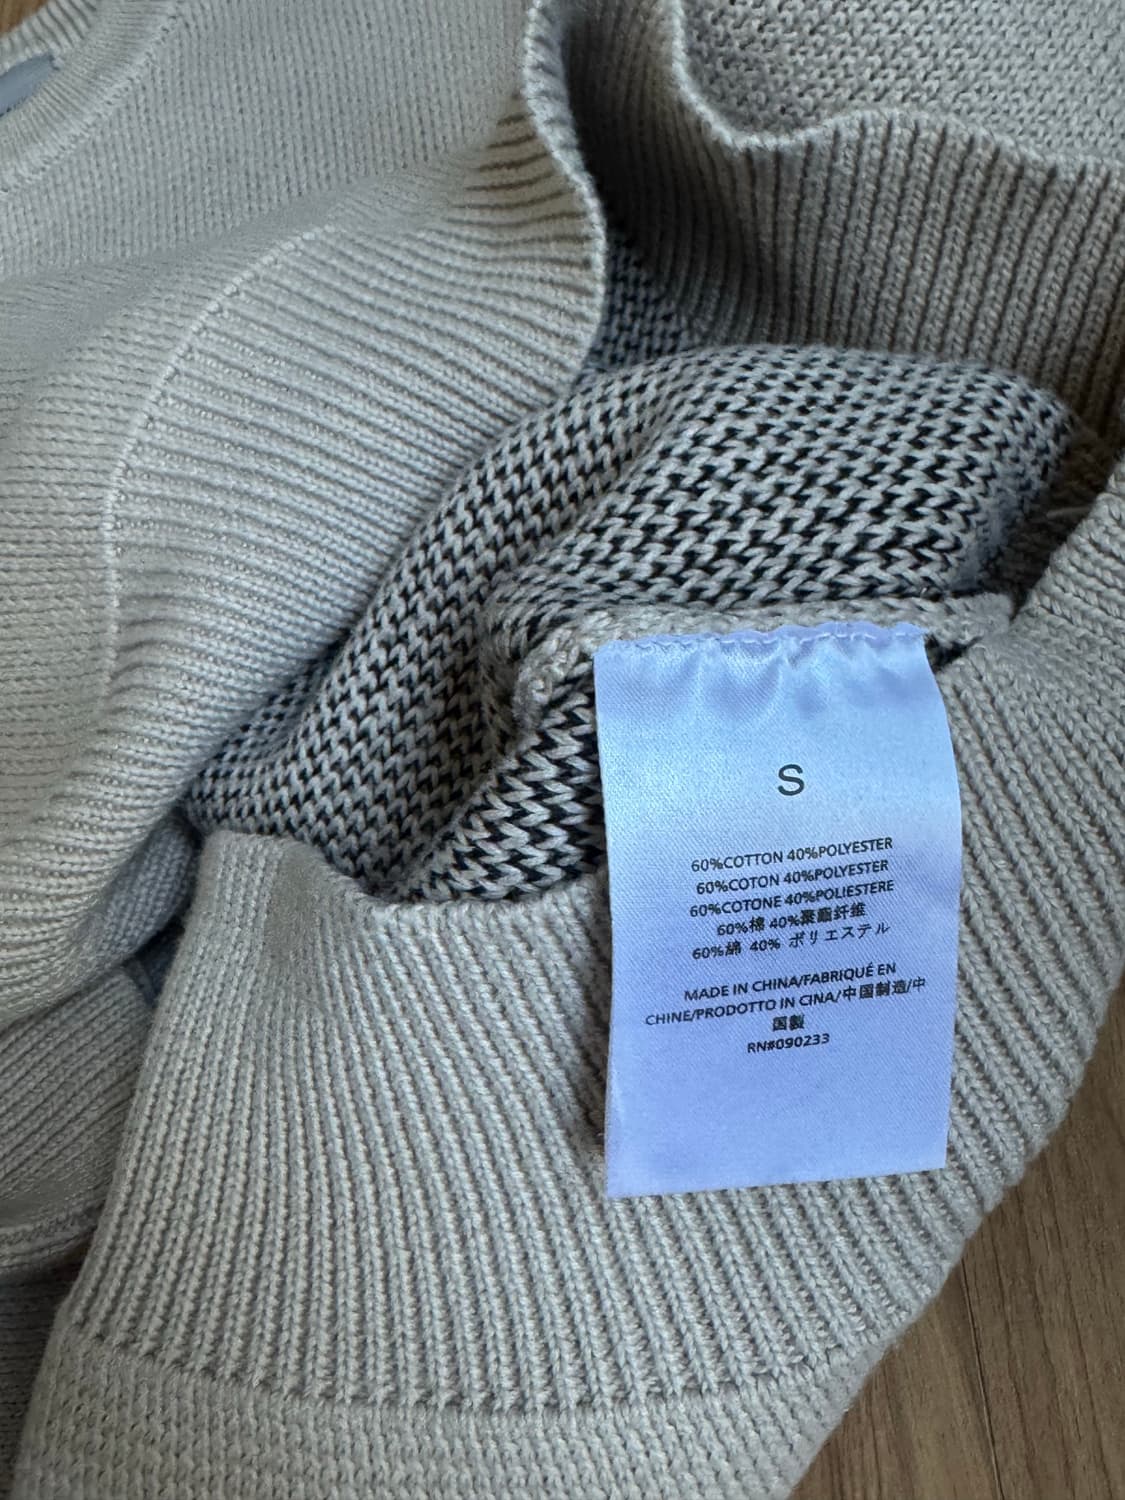 S
60%COTTON 40%POLYESTER
60%COTON 40%POLYESTER
60%COTONE 40%POLIESTERE
60%棉 40%聚酯纤维
60%綿 40% ポリエステル
MADE IN CHINA/FABRIQUÉ EN
CHINE/PRODOTTO IN CINA/中国制造/中
国製
RN#090233